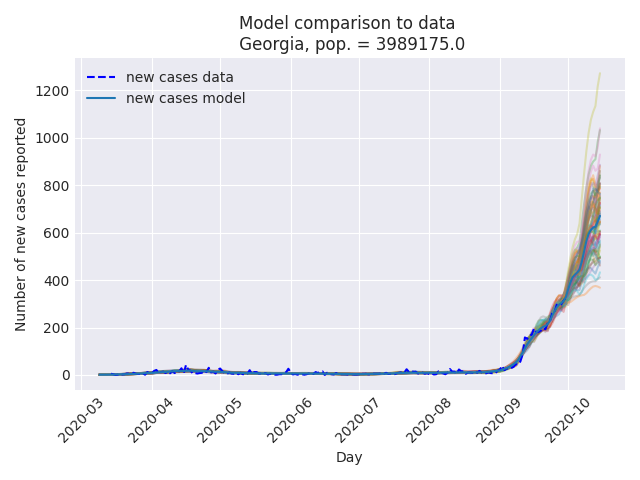 Model comparison to data
Georgia, pop. = 3989175.0
new cases data
new cases model
Number of new cases reported
1200
1000
800
600
400
200
0
2020-03
2020-04
2020-05
2020-06
2020-07
2020-08
2020-09
2020-10
Day